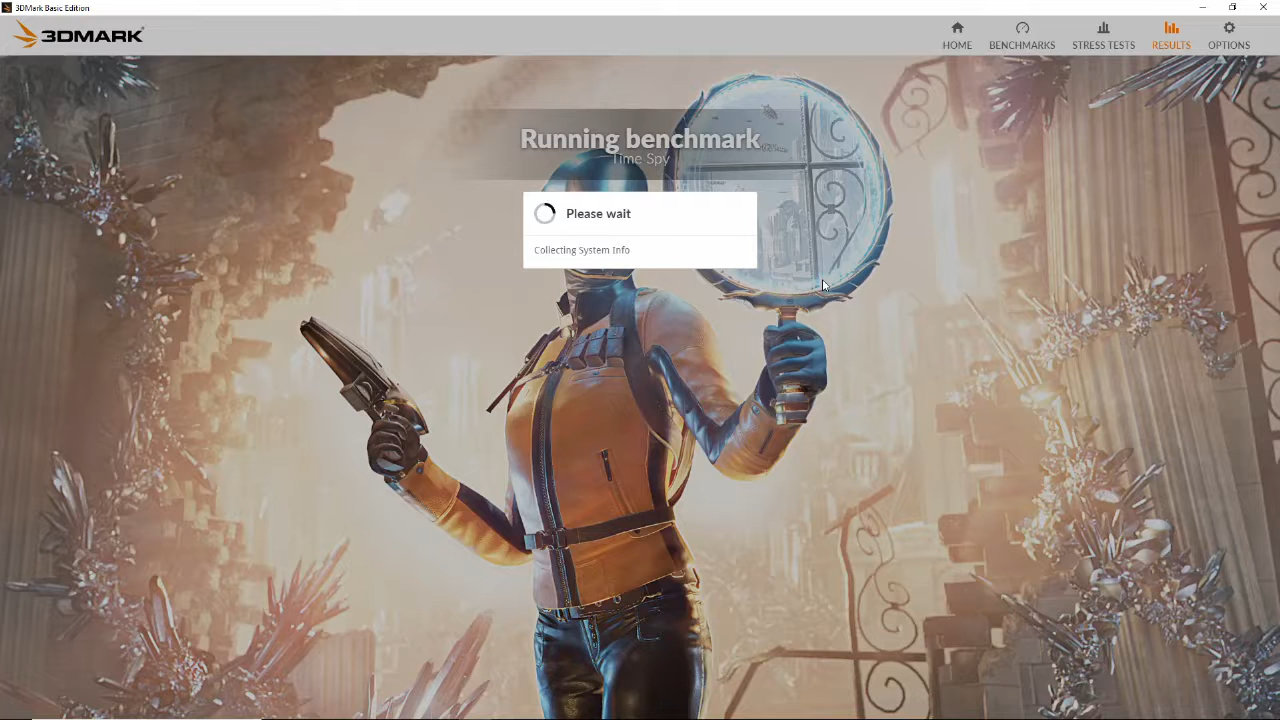 3DMark Basic Edition
3DMARK
HOME
BENCHMARKS
STRESS TESTS
RESULTS
OPTIONS
Running benchmark
Time Spy
Please wait
Collecting System Info